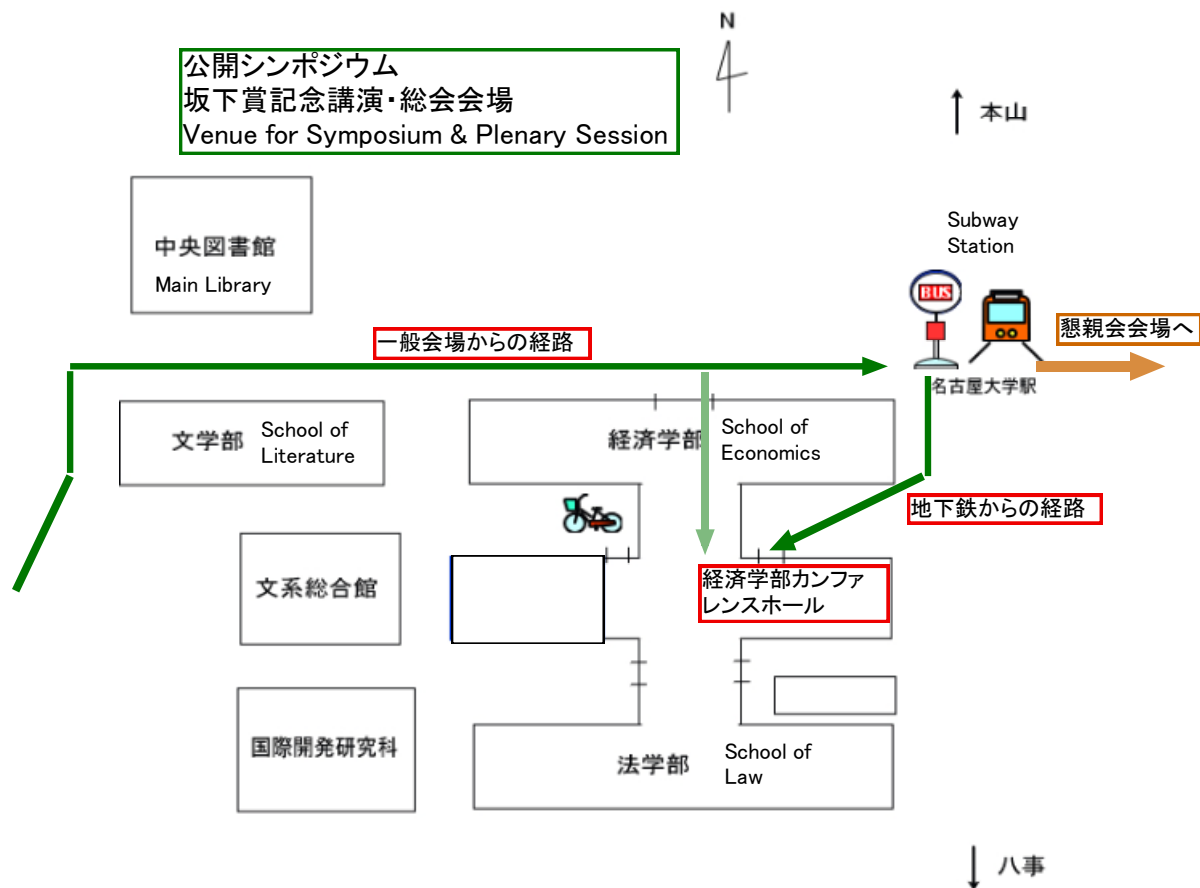 N
公開シンポジウム
坂下賞記念講演・総会会場
Venue for Symposium & Plenary Session
本山
中央図書館
Main Library
Subway
Station
BUS
一般会場からの経路
懇親会会場へ
名古屋大学駅
文学部
School of
Literature
経済学部
School of
Economics
地下鉄からの経路
文系総合館
経済学部カンファ
レンスホール
国際開発研究科
法学部
School of
Law
八事